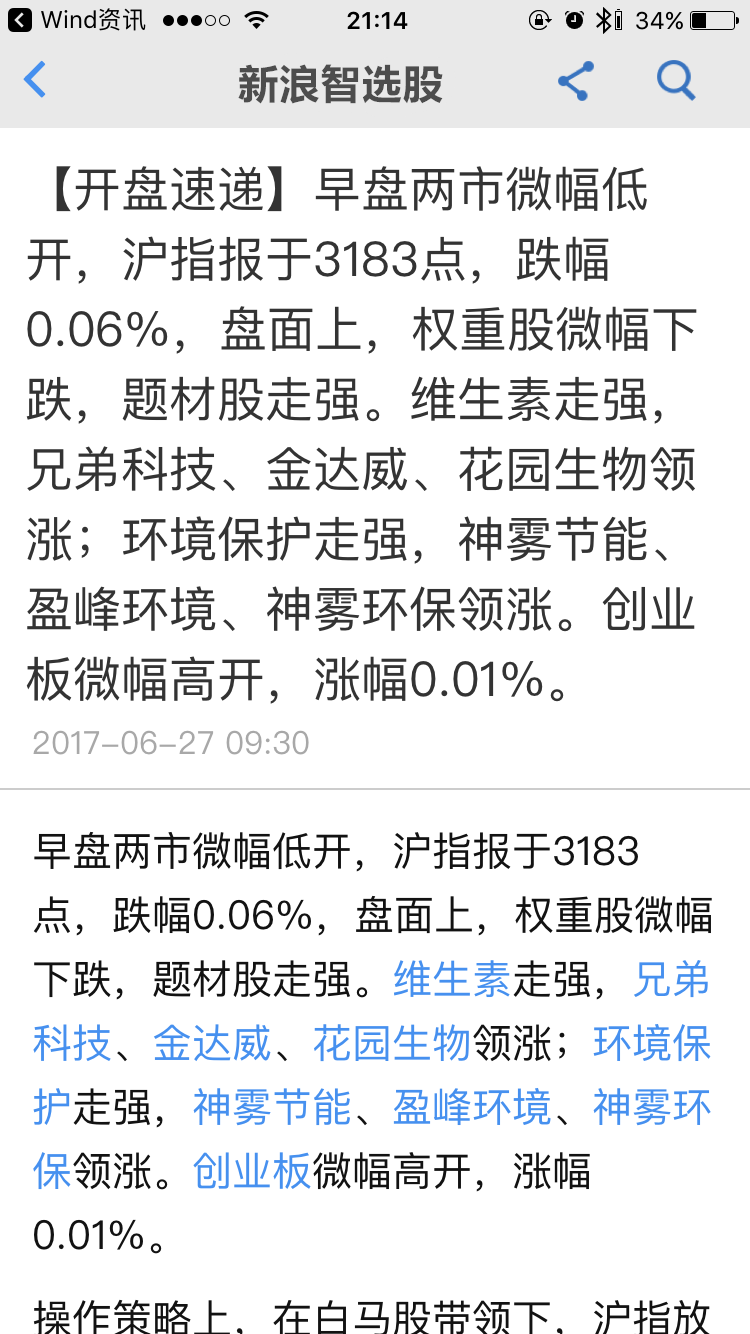 Wind资讯 21:14 34%
新浪智选股
【开盘速递】早盘两市微幅低
开，沪指报于3183点，跌幅
0.06%，盘面上，权重股微幅下
跌，题材股走强。维生素走强，
兄弟科技、金达威、花园生物领
涨；环境保护走强，神雾节能、
盈峰环境、神雾环保领涨。创业
板微幅高开，涨幅0.01%。
2017-06-27 09:30
早盘两市微幅低开，沪指报于3183
点，跌幅0.06%，盘面上，权重股微幅
下跌，题材股走强。维生素走强，兄弟
科技、金达威、花园生物领涨；环境保
护走强，神雾节能、盈峰环境、神雾环
保领涨。创业板微幅高开，涨幅
0.01%。
操作策略上，在白马股带领下，沪指放